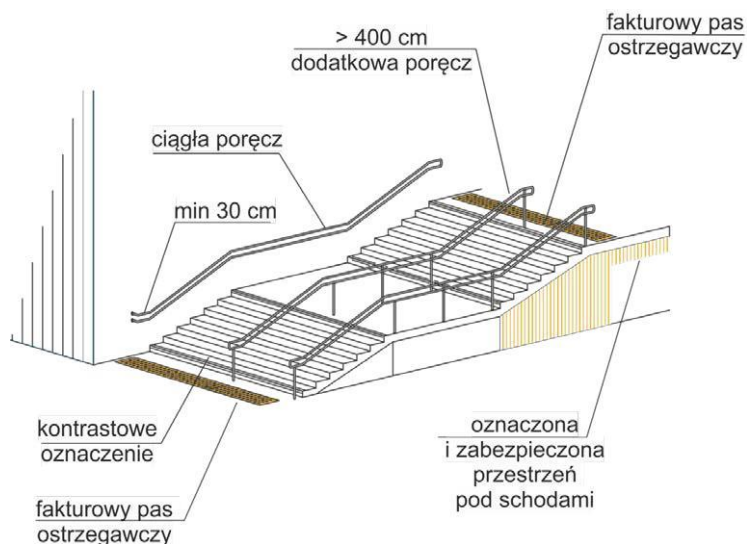 > 400 cm
dodatkowa poręcz
fakturowy pas
ostrzegawczy
ciągła poręcz
min 30 cm
kontrastowe
oznaczenie
fakturowy pas
ostrzegawczy
oznaczona
i zabezpieczona
przestrzeń
pod schodami